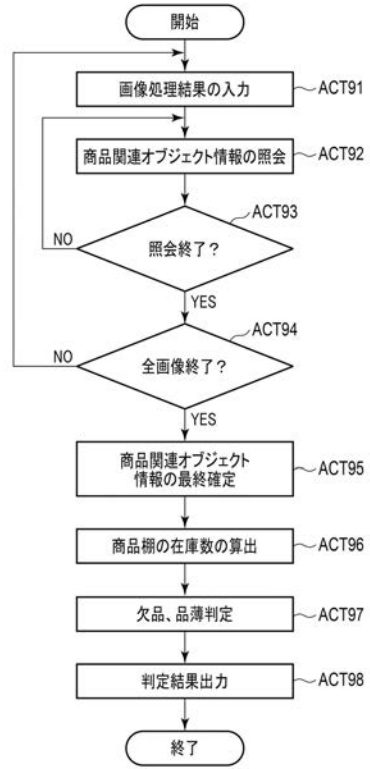 開始
画像処理結果の入力
ACT91
商品関連オブジェクト情報の照会
ACT92
ACT93
照会終了？
NO
YES
ACT94
全画像終了？
NO
YES
商品関連オブジェクト
情報の最終確定
ACT95
商品棚の在庫数の算出
ACT96
欠品、品薄判定
ACT97
判定結果出力
ACT98
終了